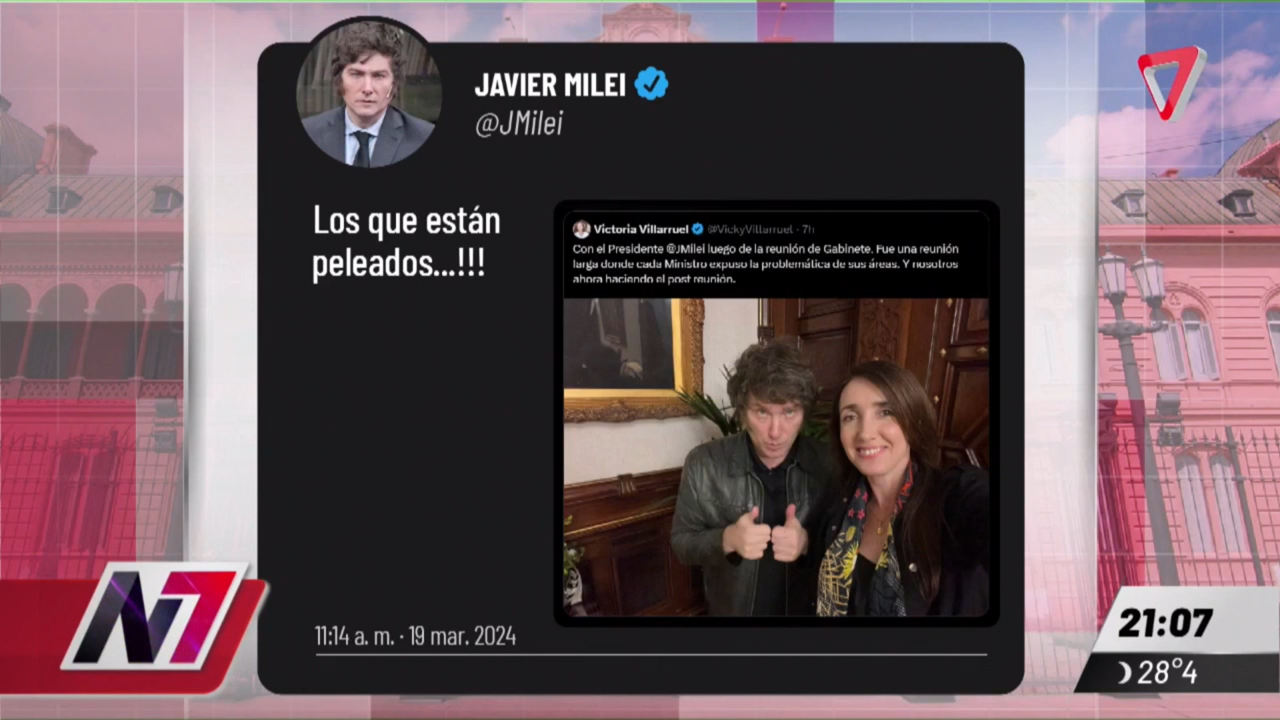 JAVIER MILEI
@JMilei
Los que están
peleados...!!!
Victoria Villarruel @VickyVillarruel · 7h
Con el Presidente @JMilei luego de la reunión de Gabinete. Fue una reunión
larga donde cada Ministro expuso la problemática de sus áreas. Y nosotros
ahora haciendo el post reunión.
11:14 a. m. · 19 mar. 2024
N7
21:07
28°4